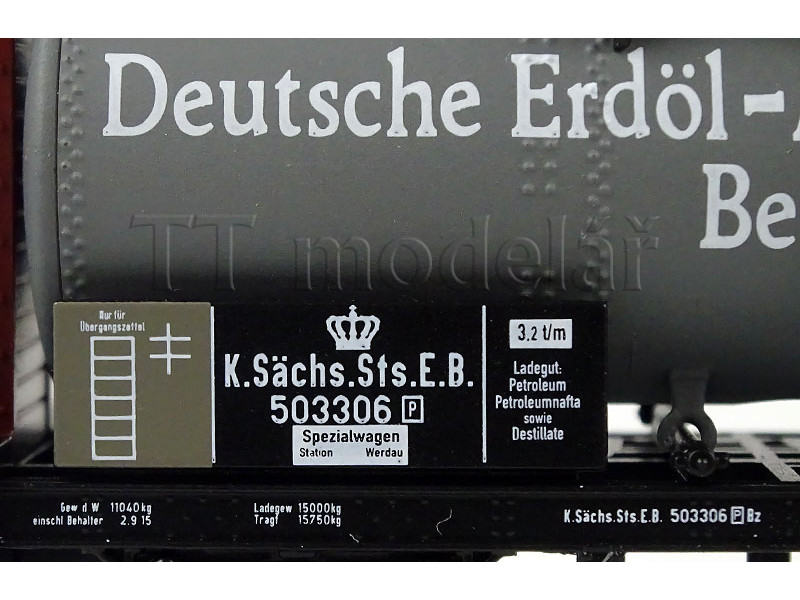 Deutsche Erdöl-A
Be
TT modelář
Nur für
Übergangszettel
K.Sächs.Sts.E.B.
503306 P
Spezialwagen
Station Werdau
3.2 t/m
Ladegut:
Petroleum
Petroleumnafta
sowie
Destillate
Gew d W 11040kg
einschl Behälter 2.9 15
Ladegew 15000kg
Tragf 15750kg
K.Sächs.Sts.E.B. 503306 P Bz